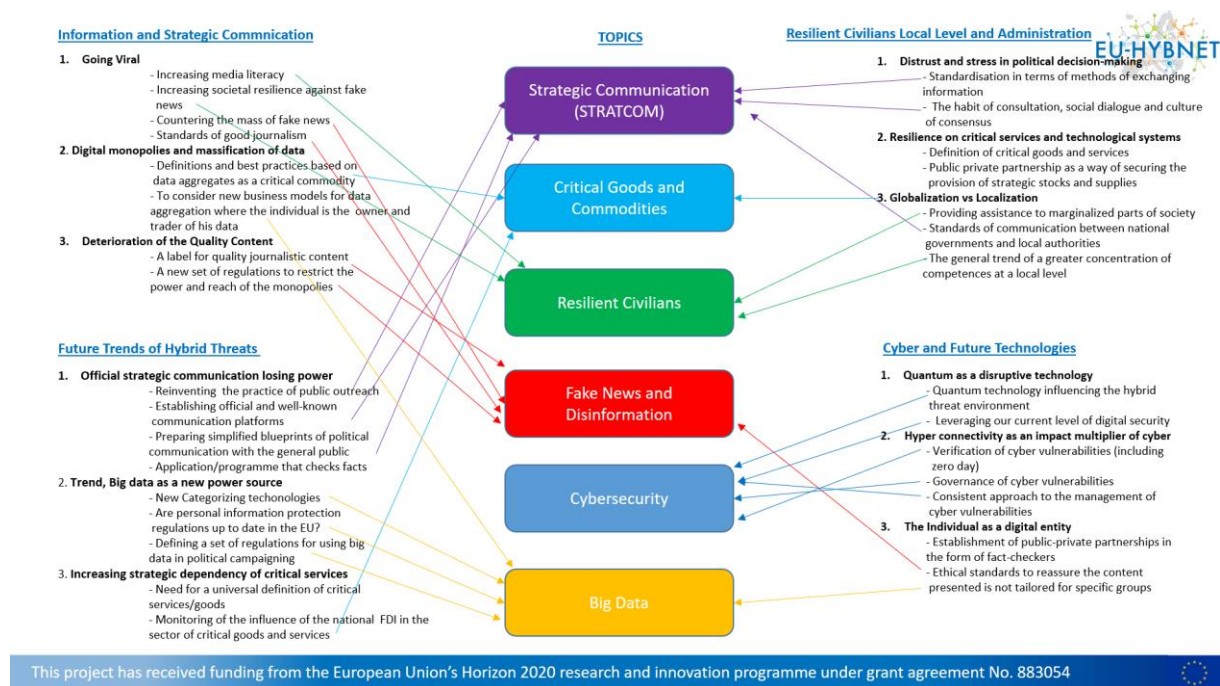 Information and Strategic Commnication
1. Going Viral
- Increasing media literacy
- Increasing societal resilience against fake
news
- Countering the mass of fake news
- Standards of good journalism
2. Digital monopolies and massification of data
- Definitions and best practices based on
data aggregates as a critical commodity
- To consider new business models for data
aggregation where the individual is the owner and
trader of his data
3. Deterioration of the Quality Content
- A label for quality journalistic content
- A new set of regulations to restrict the
power and reach of the monopolies
Future Trends of Hybrid Threats
1. Official strategic communication losing power
- Reinventing the practice of public outreach
- Establishing official and well-known
communication platforms
- Preparing simplified blueprints of political
communication with the general public
- Application/programme that checks facts
2. Trend, Big data as a new power source
- New Categorizing techonologies
- Are personal information protection
regulations up to date in the EU?
- Defining a set of regulations for using big
data in political campaigning
3. Increasing strategic dependency of critical services
- Need for a universal definition of critical
services/goods
- Monitoring of the influence of the national FDI in the
sector of critical goods and services
TOPICS
Strategic Communication
(STRATCOM)
Critical Goods and
Commodities
Resilient Civilians
Fake News and
Disinformation
Cybersecurity
Big Data
Resilient Civilians Local Level and Administration
EU-HYBNET
1. Distrust and stress in political decision-making
- Standardisation in terms of methods of exchanging
information
- The habit of consultation, social dialogue and culture
of consensus
2. Resilience on critical services and technological systems
- Definition of critical goods and services
- Public private partnership as a way of securing the
provision of strategic stocks and supplies
3. Globalization vs Localization
- Providing assistance to marginalized parts of society
- Standards of communication between national
governments and local authorities
- The general trend of a greater concentration of
competences at a local level
Cyber and Future Technologies
1. Quantum as a disruptive technology
- Quantum technology influencing the hybrid
threat environment
- Leveraging our current level of digital security
2. Hyper connectivity as an impact multiplier of cyber
- Verification of cyber vulnerabilities (including
zero day)
- Governance of cyber vulnerabilities
- Consistent approach to the management of
cyber vulnerabilities
3. The Individual as a digital entity
- Establishment of public-private partnerships in
the form of fact-checkers
- Ethical standards to reassure the content
presented is not tailored for specific groups
This project has received funding from the European Union's Horizon 2020 research and innovation programme under grant agreement No. 883054